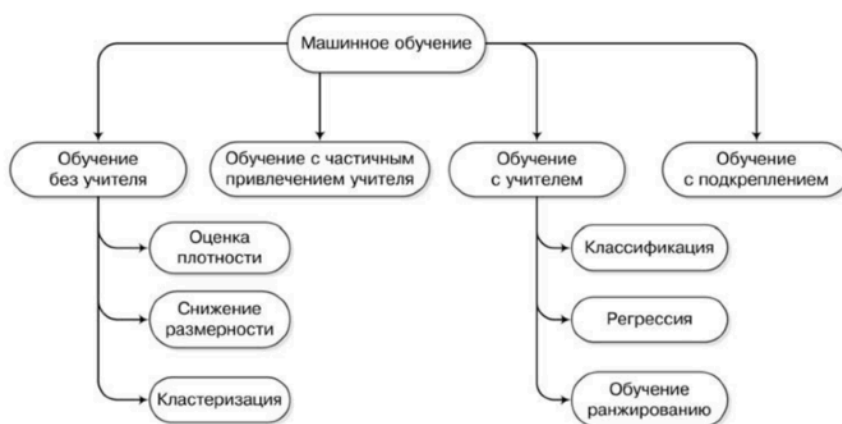 Машинное обучение
Обучение
без учителя
Обучение с частичным
привлечением учителя
Обучение
с учителем
Обучение
с подкреплением
Оценка
плотности
Снижение
размерности
Кластеризация
Классификация
Регрессия
Обучение
ранжированию